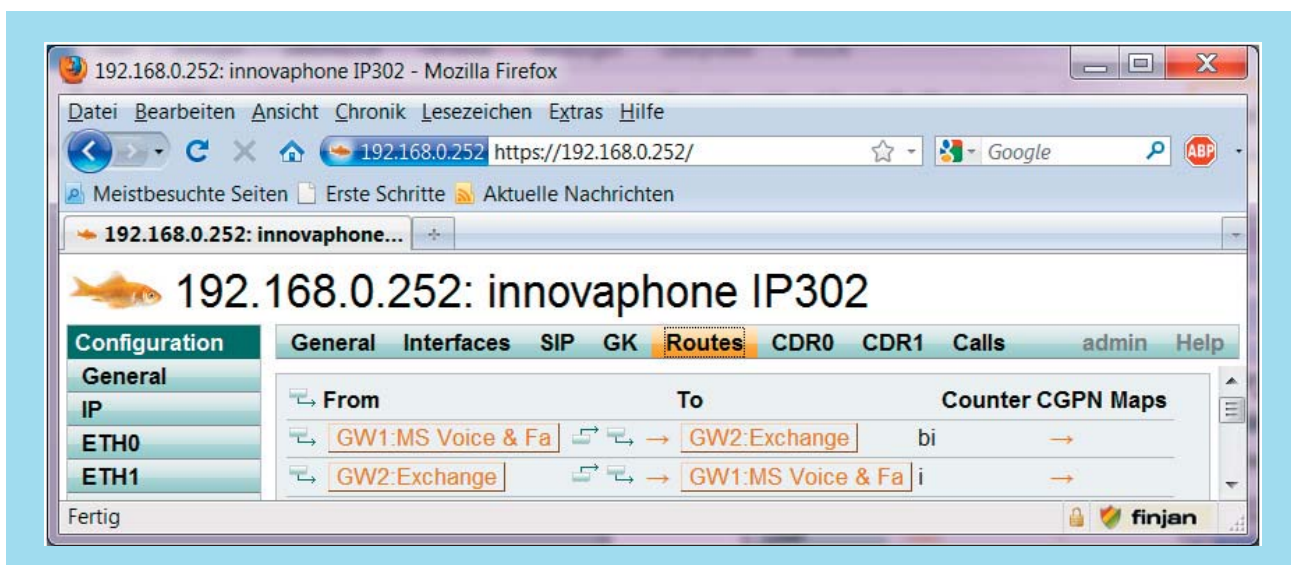 192.168.0.252: innovaphone IP302 - Mozilla Firefox
Datei Bearbeiten Ansicht Chronik Lesezeichen Extras Hilfe
192.168.0.252 https://192.168.0.252/ Google ABP
Meistbesuchte Seiten Erste Schritte Aktuelle Nachrichten
192.168.0.252: innovaphone...
192.168.0.252: innovaphone IP302
Configuration General Interfaces SIP GK Routes CDR0 CDR1 Calls admin Help
General
From To Counter CGPN Maps
IP
GW1:MS Voice & Fa → GW2:Exchange bi →
ETH0
GW2:Exchange → GW1:MS Voice & Fa i →
ETH1
Fertig finjan